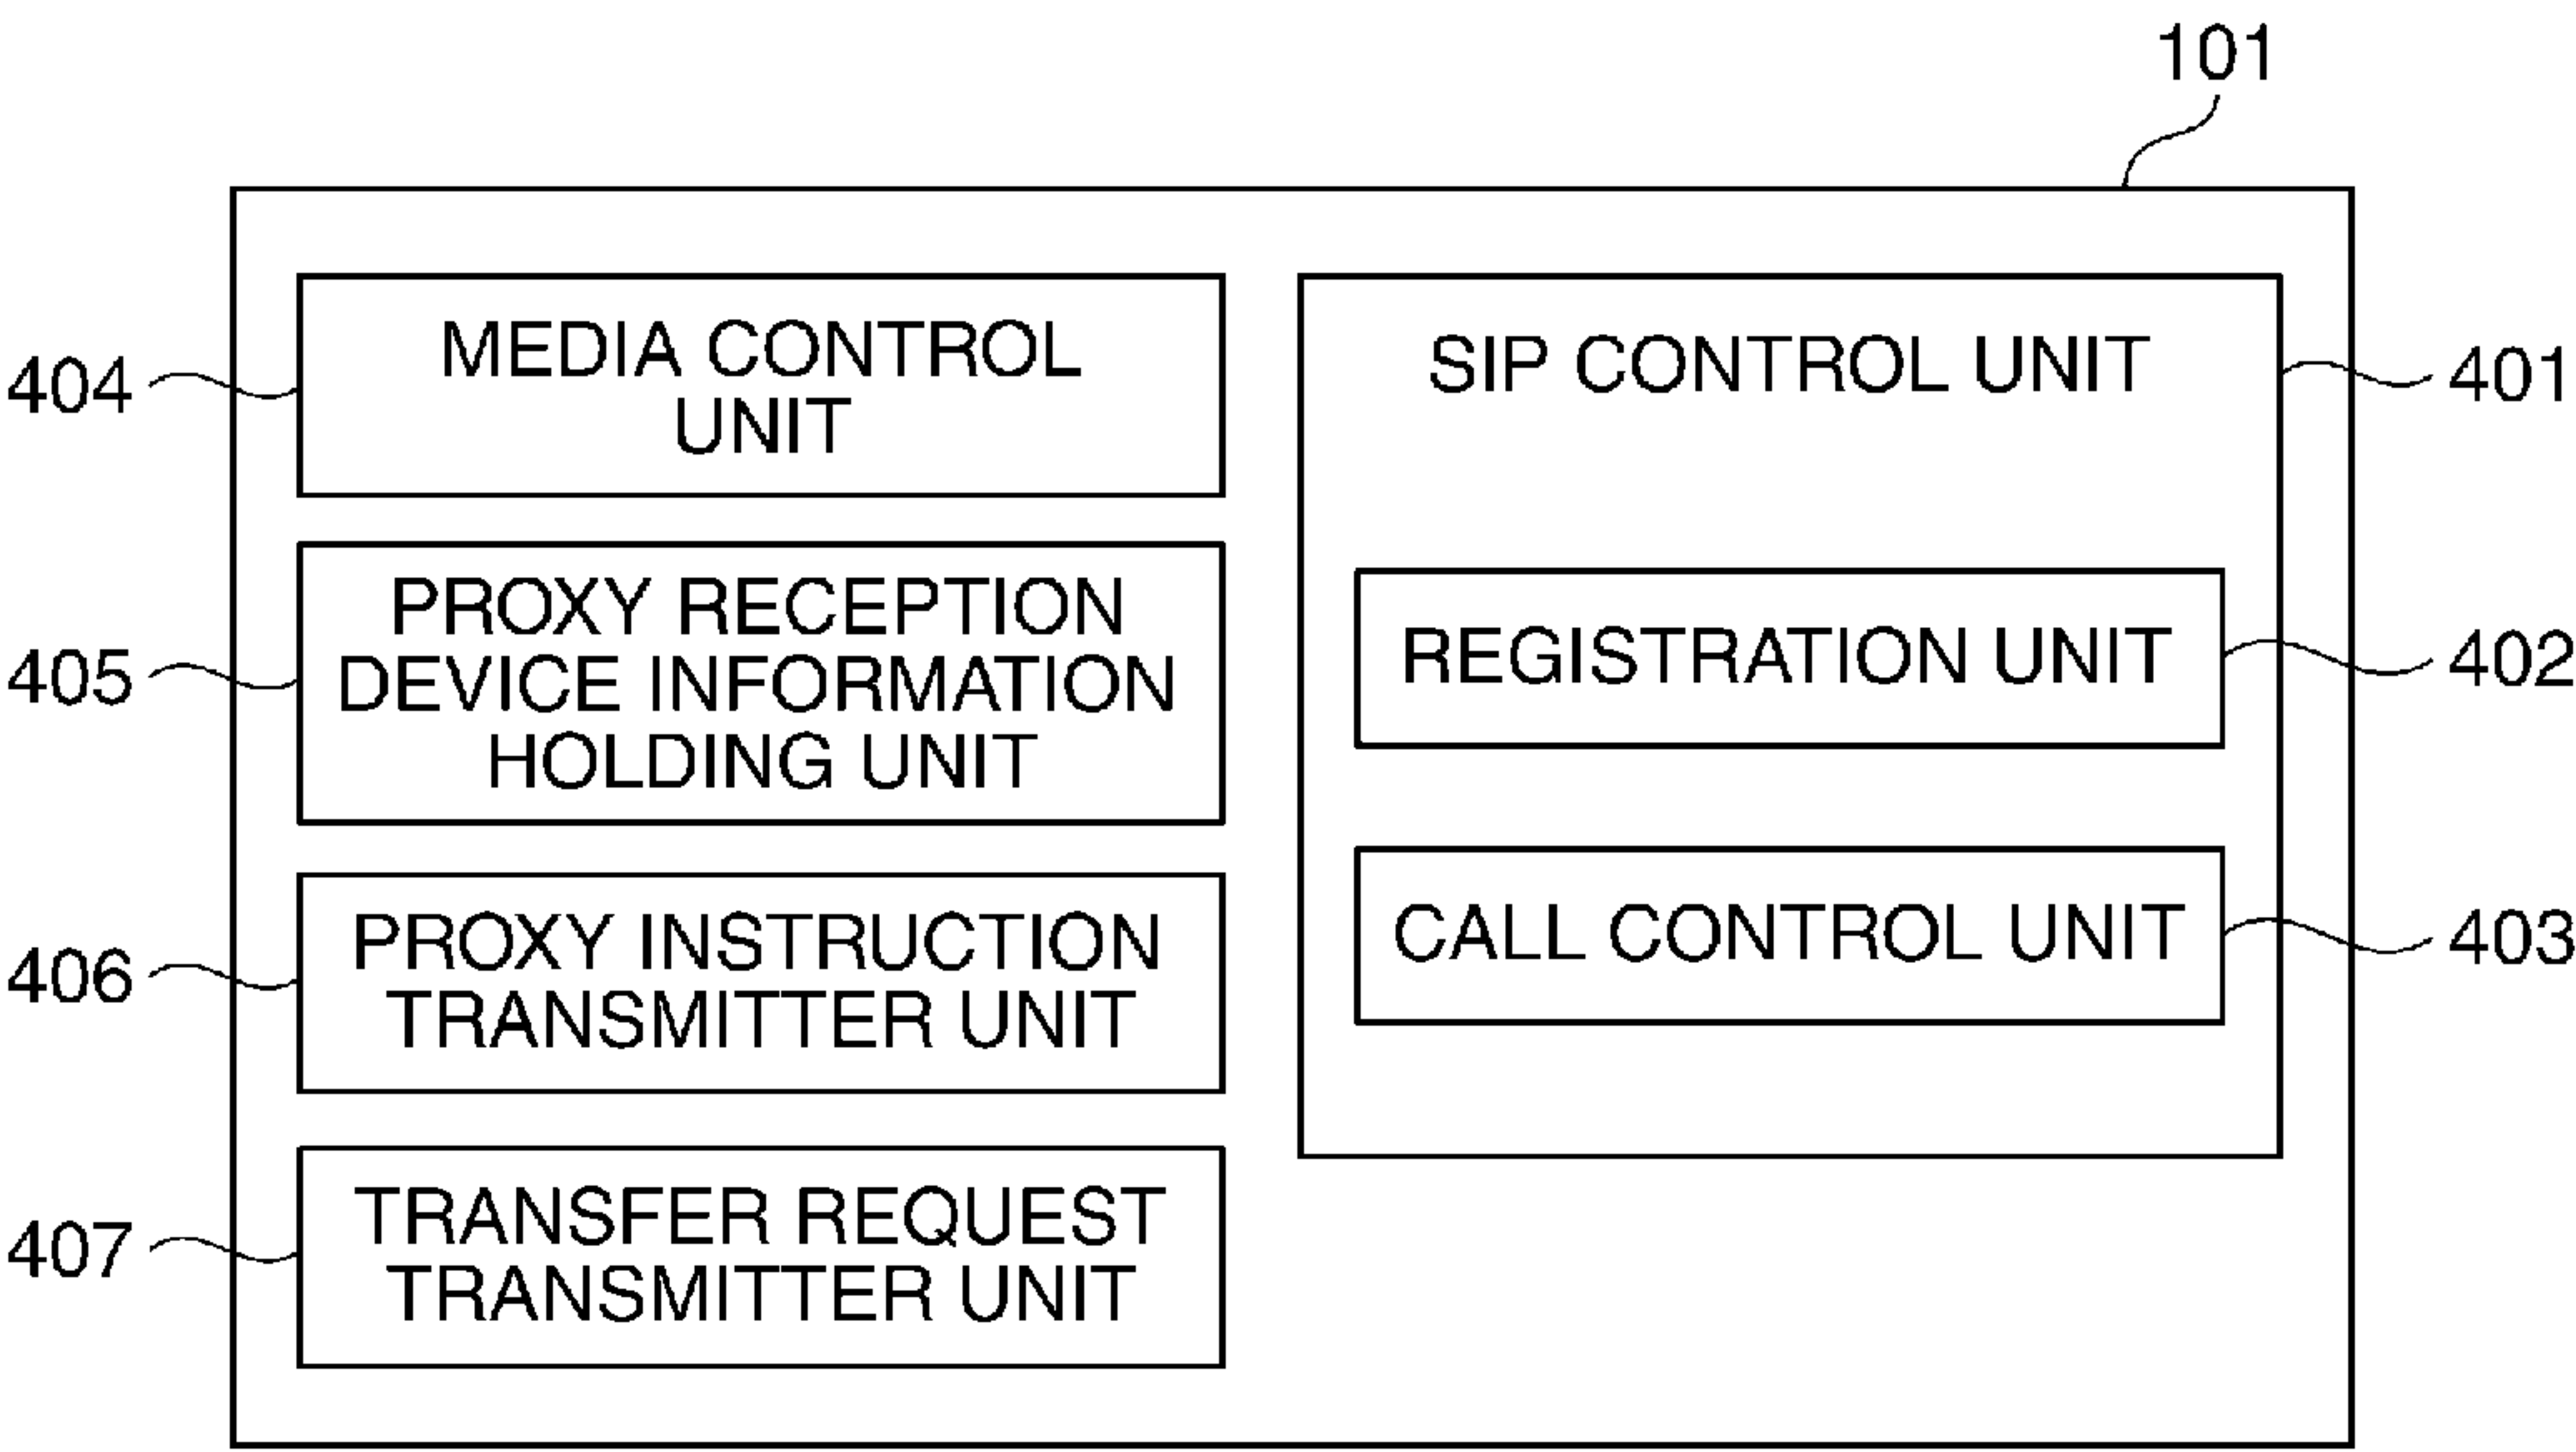 101
404
MEDIA CONTROL
UNIT
405
PROXY RECEPTION
DEVICE INFORMATION
HOLDING UNIT
406
PROXY INSTRUCTION
TRANSMITTER UNIT
407
TRANSFER REQUEST
TRANSMITTER UNIT
SIP CONTROL UNIT
401
REGISTRATION UNIT
402
CALL CONTROL UNIT
403